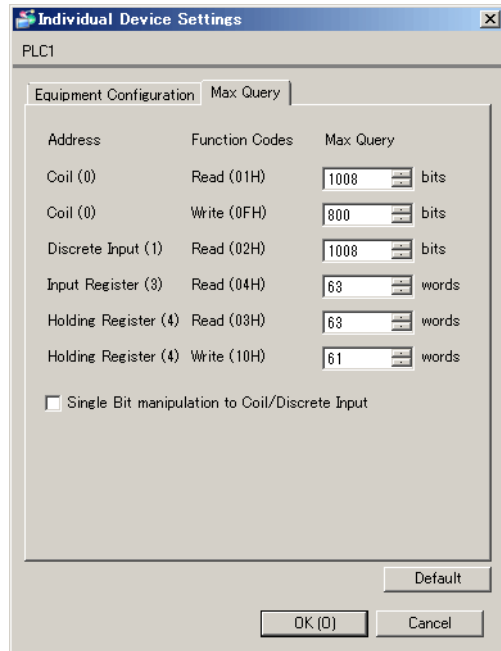 Individual Device Settings
PLC1
Equipment Configuration Max Query
Address Function Codes Max Query
Coil (0) Read (01H) 1008 bits
Coil (0) Write (0FH) 800 bits
Discrete Input (1) Read (02H) 1008 bits
Input Register (3) Read (04H) 63 words
Holding Register (4) Read (03H) 63 words
Holding Register (4) Write (10H) 61 words
Single Bit manipulation to Coil/Discrete Input
Default
OK (O) Cancel